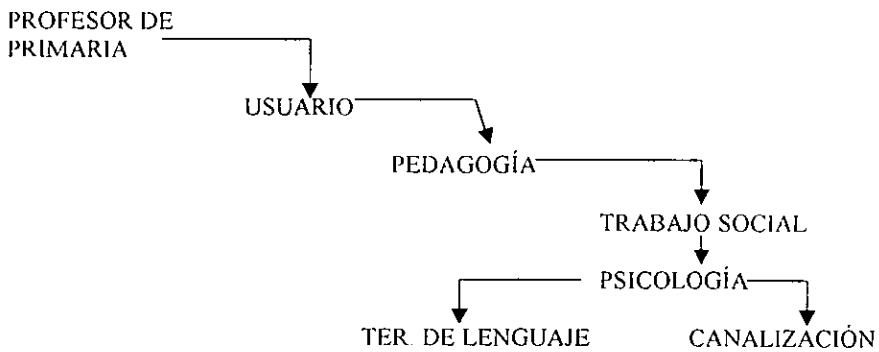 PROFESOR DE
PRIMARIA
USUARIO
PEDAGOGÍA
TRABAJO SOCIAL
PSICOLOGÍA
TER. DE LENGUAJE
CANALIZACIÓN